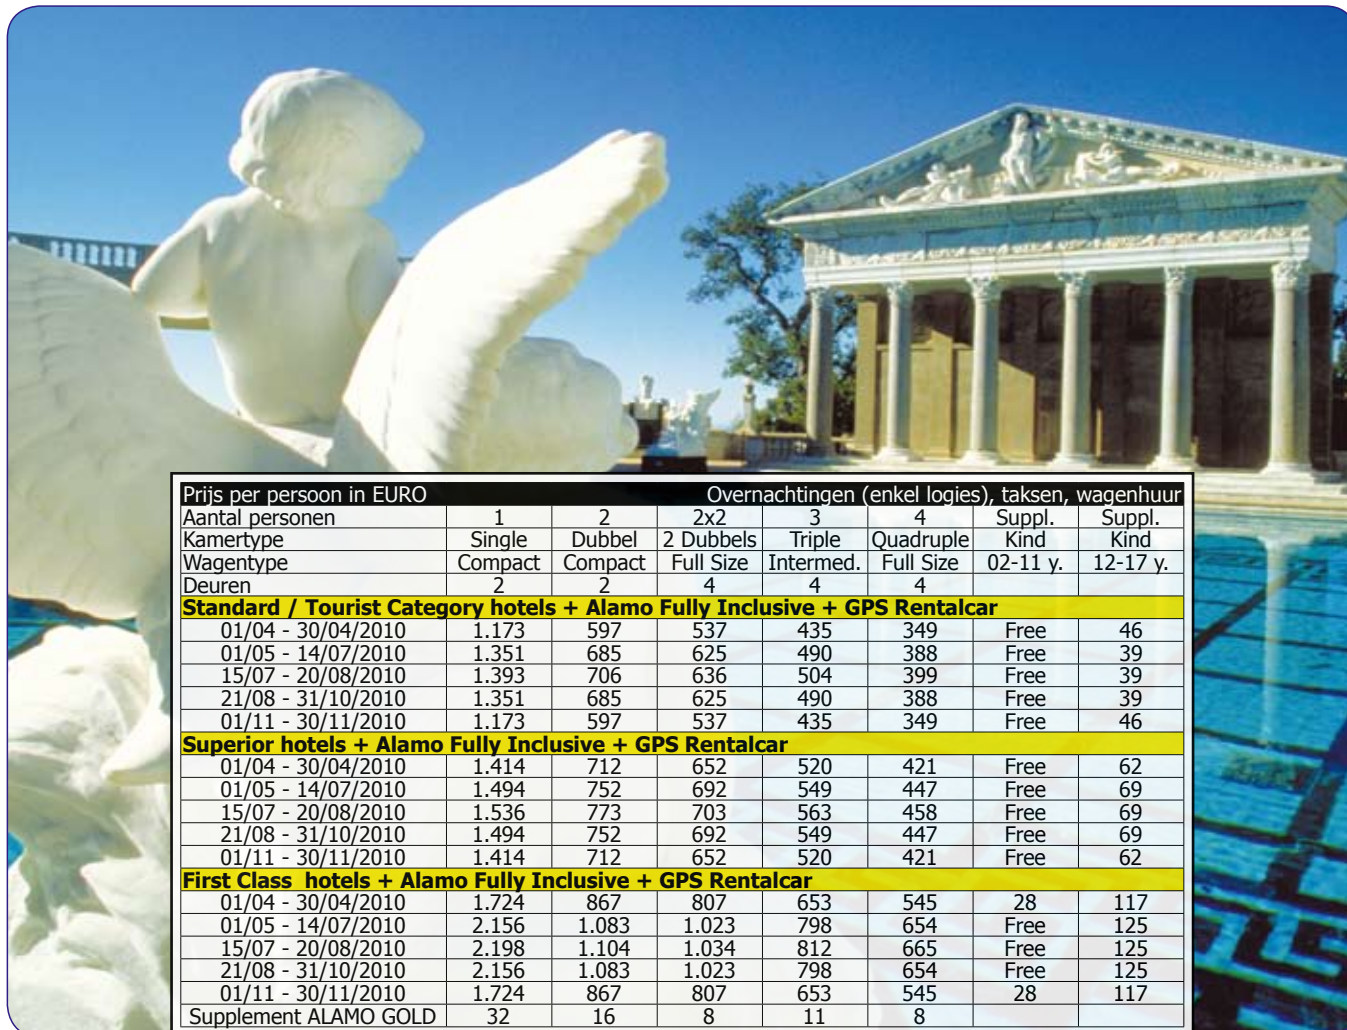 Prijs per persoon in EURO Overnachtingen (enkel logies), taksen, wagenhuur
Aantal personen 1 2 2x2 3 4 Suppl. Suppl.
Kamertype Single Dubbel 2 Dubbels Triple Quadruple Kind Kind
Wagentype Compact Compact Full Size Intermed. Full Size 02-11 y. 12-17 y.
Deuren 2 2 4 4 4
Standard / Tourist Category hotels + Alamo Fully Inclusive + GPS Rentalcar
01/04 - 30/04/2010 1.173 597 537 435 349 Free 46
01/05 - 14/07/2010 1.351 685 625 490 388 Free 39
15/07 - 20/08/2010 1.393 706 636 504 399 Free 39
21/08 - 31/10/2010 1.351 685 625 490 388 Free 39
01/11 - 30/11/2010 1.173 597 537 435 349 Free 46
Superior hotels + Alamo Fully Inclusive + GPS Rentalcar
01/04 - 30/04/2010 1.414 712 652 520 421 Free 62
01/05 - 14/07/2010 1.494 752 692 549 447 Free 69
15/07 - 20/08/2010 1.536 773 703 563 458 Free 69
21/08 - 31/10/2010 1.494 752 692 549 447 Free 69
01/11 - 30/11/2010 1.414 712 652 520 421 Free 62
First Class hotels + Alamo Fully Inclusive + GPS Rentalcar
01/04 - 30/04/2010 1.724 867 807 653 545 28 117
01/05 - 14/07/2010 2.156 1.083 1.023 798 654 Free 125
15/07 - 20/08/2010 2.198 1.104 1.034 812 665 Free 125
21/08 - 31/10/2010 2.156 1.083 1.023 798 654 Free 125
01/11 - 30/11/2010 1.724 867 807 653 545 28 117
Supplement ALAMO GOLD 32 16 8 11 8